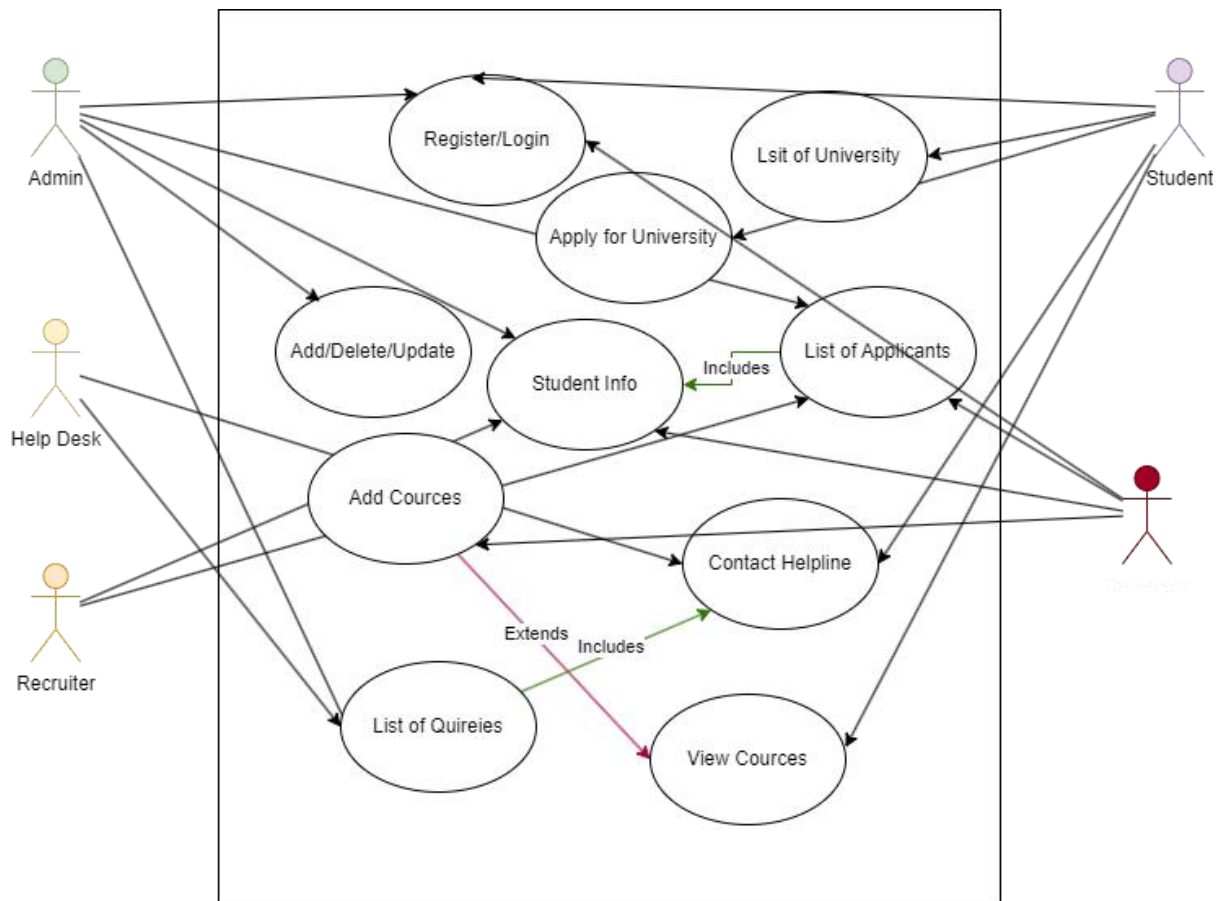 Register/Login
Lsit of University
Admin
Student
Apply for University
Add/Delete/Update
Student Info
Includes
List of Applicants
Help Desk
Add Cources
Contact Helpline
Extends
Includes
Recruiter
List of Quireies
View Cources